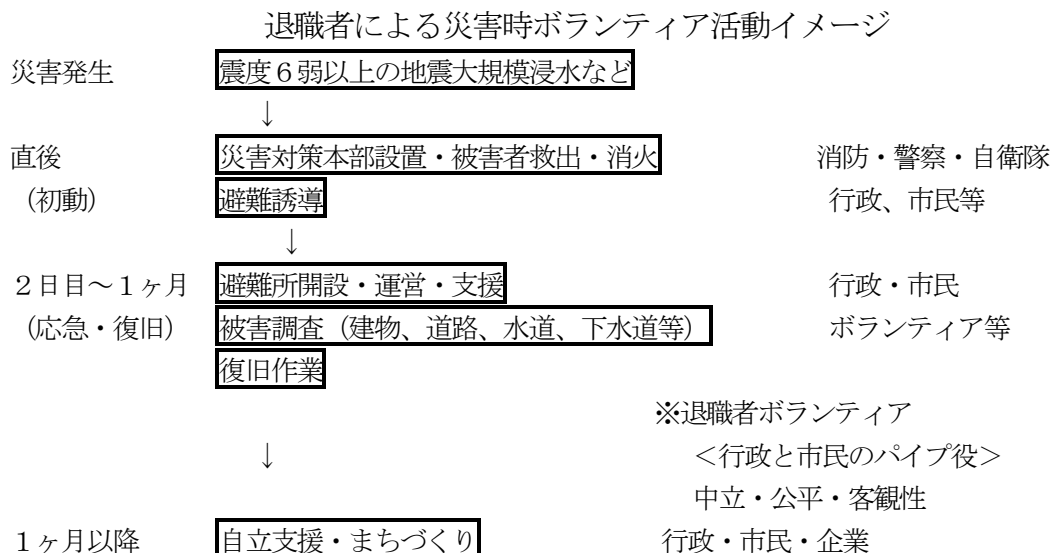 退職者による災害時ボランティア活動イメージ
災害発生 震度６弱以上の地震大規模浸水など
↓
直後 災害対策本部設置・被害者救出・消火 消防・警察・自衛隊
（初動） 避難誘導 行政、市民等
↓
２日目～１ヶ月 避難所開設・運営・支援 行政・市民
（応急・復旧） 被害調査（建物、道路、水道、下水道等） ボランティア等
復旧作業
※退職者ボランティア
↓ ＜行政と市民のパイプ役＞
中立・公平・客観性
１ヶ月以降 自立支援・まちづくり 行政・市民・企業